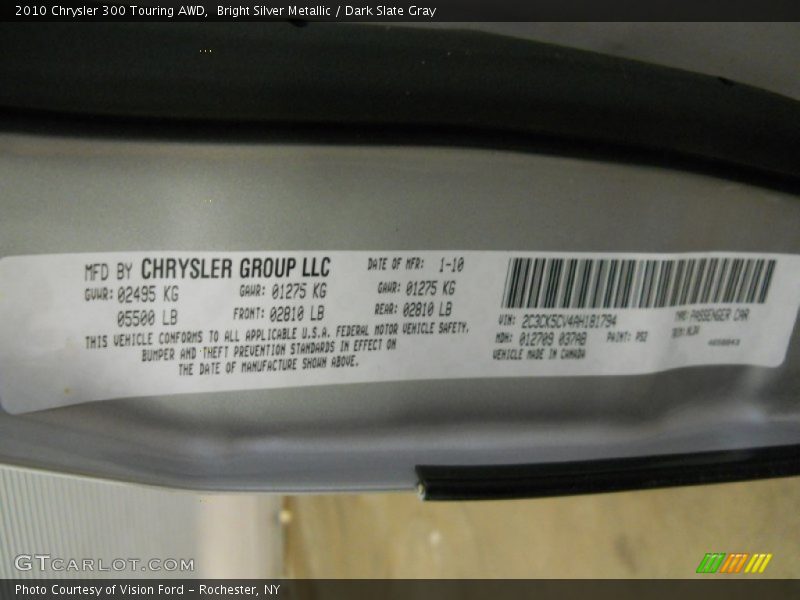 2010 Chrysler 300 Touring AWD,  Bright Silver Metallic / Dark Slate Gray
MFD BY CHRYSLER GROUP LLC
DATE OF MFR: 1-10
GVWR: 02495 KG
GAWR: 01275 KG
GAWR: 01275 KG
05500 LB
FRONT: 02810 LB
REAR: 02810 LB
THIS VEHICLE CONFORMS TO ALL APPLICABLE U.S.A. FEDERAL MOTOR VEHICLE SAFETY,
BUMPER AND THEFT PREVENTION STANDARDS IN EFFECT ON
THE DATE OF MANUFACTURE SHOWN ABOVE.
VIN: 2C3CK5CV4AH181794
PASSENGER CAR
MDH: 012709 037AB
PAINT: PS2
VEHICLE MADE IN CANADA
GTCARLOT.COM
Photo Courtesy of Vision Ford - Rochester, NY